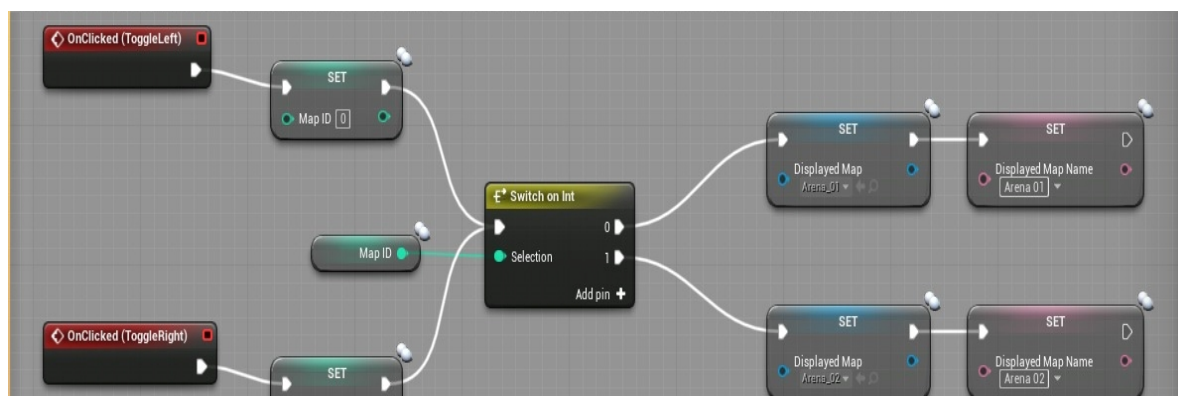 OnClicked (ToggleLeft)
SET
Map ID 0
Map ID
OnClicked (ToggleRight)
SET
Switch on Int
0
Selection 1
Add pin
SET
Displayed Map
Arena_01
SET
Displayed Map Name
Arena 01
SET
Displayed Map
Arena_02
SET
Displayed Map Name
Arena 02